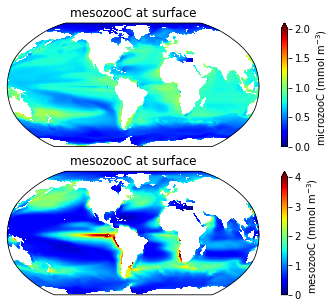 mesozooC at surface
2.0
1.5
1.0
0.5
0.0
microzooC (mmol m⁻³)
mesozooC at surface
4
3
2
1
0
mesozooC (mmol m⁻³)